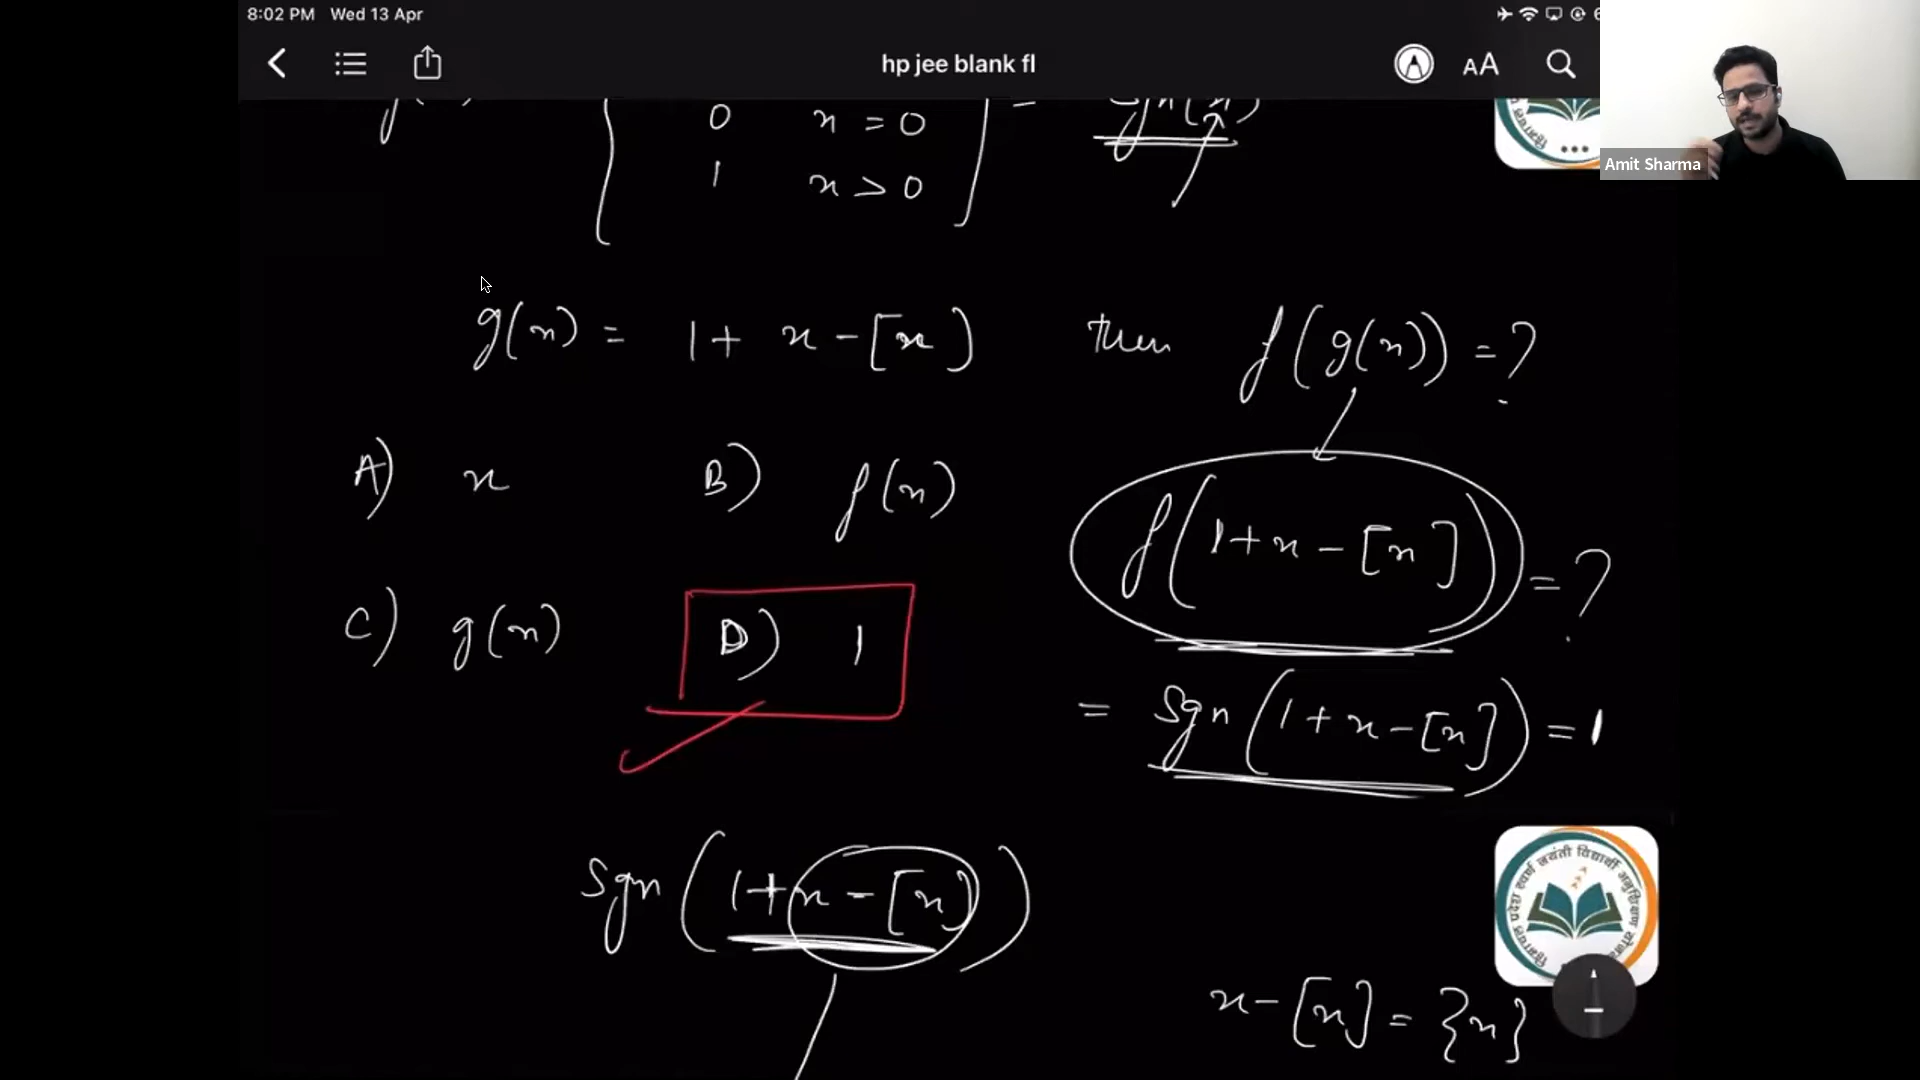 8:02 PM Wed 13 Apr
hp jee blank fl
AA
Amit Sharma
0 x = 0 =
1 x > 0
g(x) = 1 + x - [x] then f(g(x)) = ?
A) x B) f(x)
f(1 + x - [x]) = ?
C) g(x) D) 1
= Sgn(1 + x - [x]) = 1
Sgn(1 + x - [x])
x - [x] = {x}